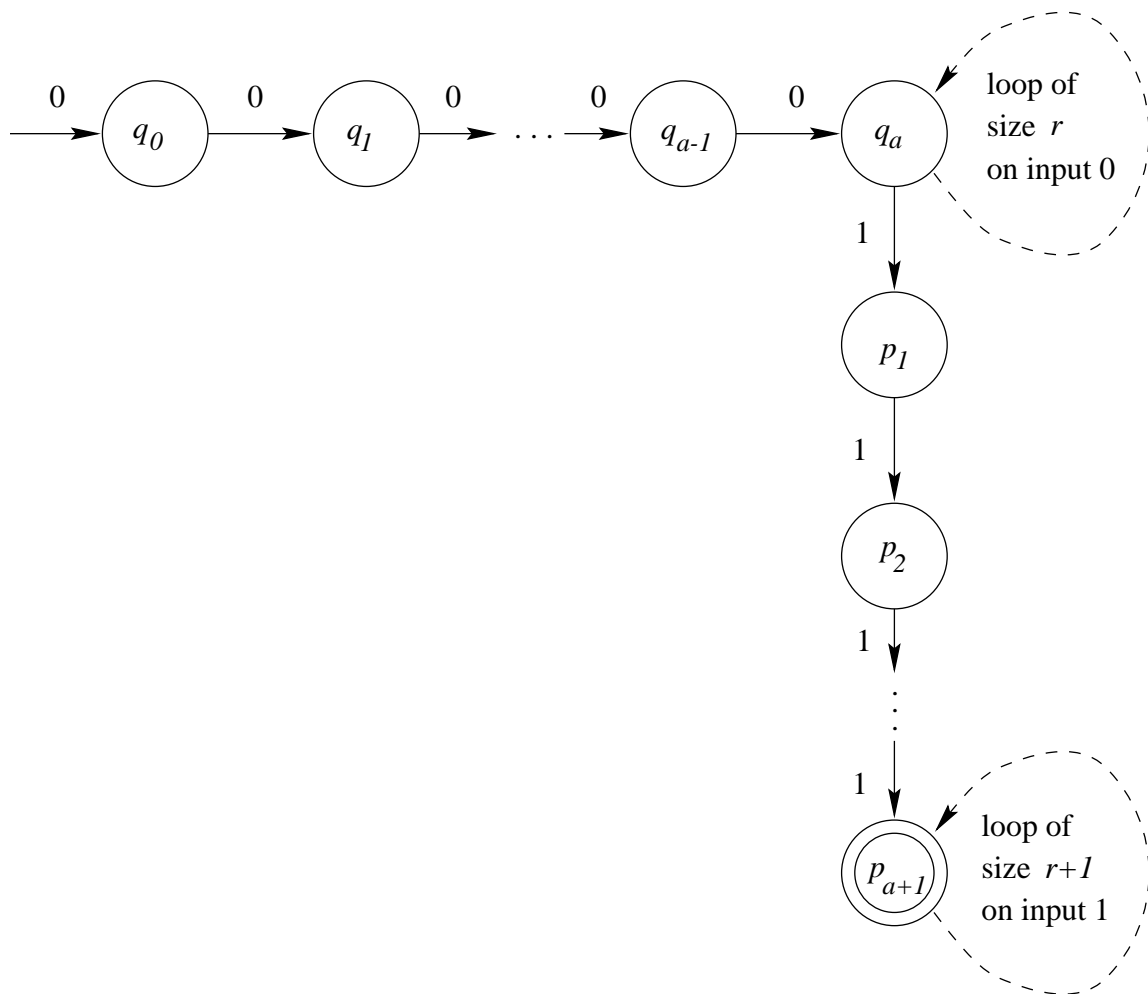 0 0 0 0 0
q0 q1 ... qa-1 qa
loop of
size r
on input 0
1
p1
1
p2
1
...
1
pa+1
loop of
size r+1
on input 1